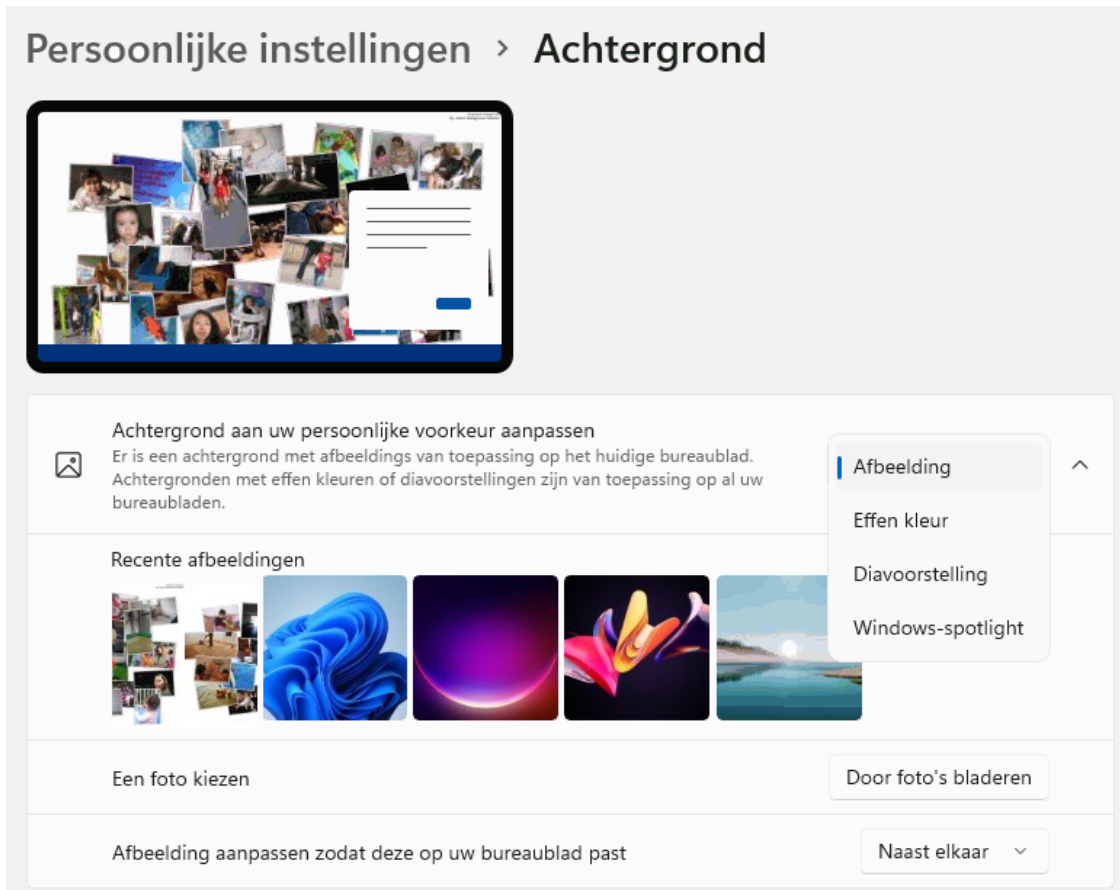 Persoonlijke instellingen > Achtergrond
Achtergrond aan uw persoonlijke voorkeur aanpassen
Er is een achtergrond met afbeeldings van toepassing op het huidige bureaublad.
Achtergronden met effen kleuren of diavoorstellingen zijn van toepassing op al uw
bureaubladen.
Afbeelding
Effen kleur
Diavoorstelling
Windows-spotlight
Recente afbeeldingen
Een foto kiezen
Door foto's bladeren
Afbeelding aanpassen zodat deze op uw bureaublad past
Naast elkaar